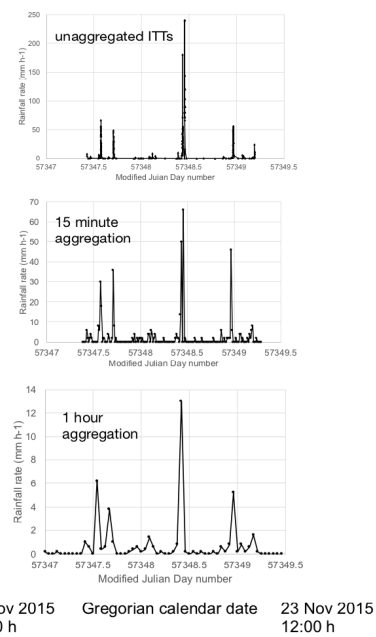 250
unaggregated ITTs
200
150
100
50
0
Rainfall rate (mm h-1)
57347 57347.5 57348 57348.5 57349 57349.5
Modified Juian Day number
70
15 minute
aggregation
60
50
40
30
20
10
0
Rainfall rate (mm h-1)
57347 57347.5 57348 57348.5 57349 57349.5
Modified Julian Day number
14
1 hour
aggregation
12
10
8
6
4
2
0
Rainfall rate (mm h-1)
57347 57347.5 57348 57348.5 57349 57349.5
Modified Julian Day number
ov 2015 Gregorian calendar date 23 Nov 2015
0 h 12:00 h